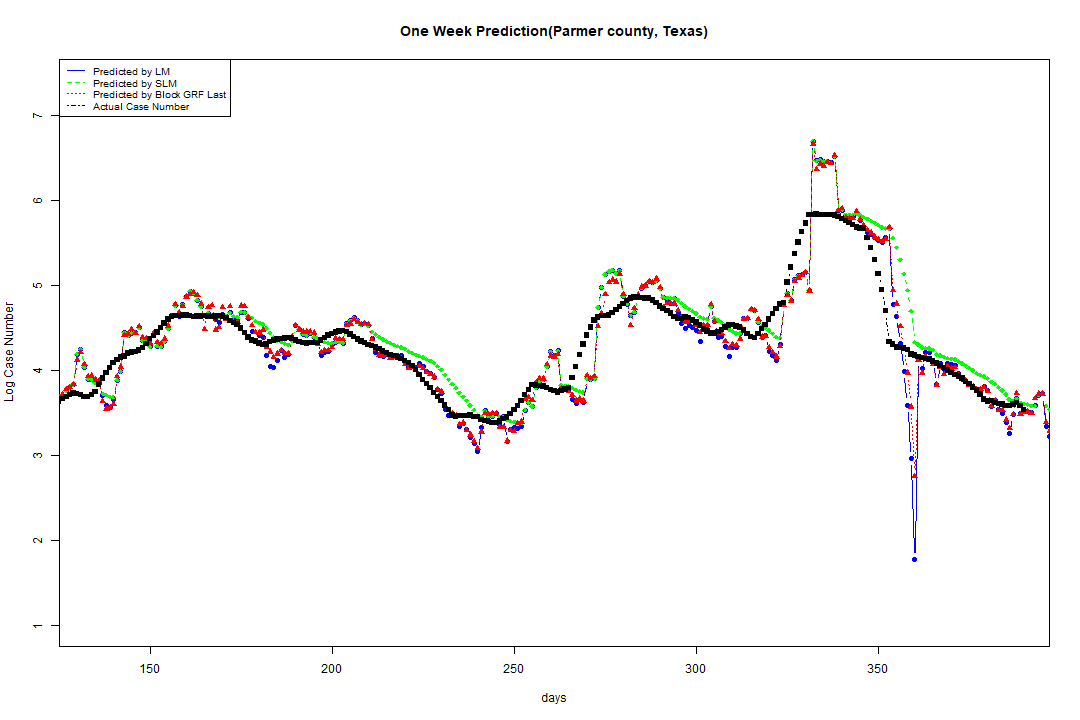 One Week Prediction(Parmer county, Texas)
Predicted by LM
Predicted by SLM
Predicted by Block GRF Last
Actual Case Number
7
6
5
4
3
2
1
Log Case Number
150 200 250 300 350
days